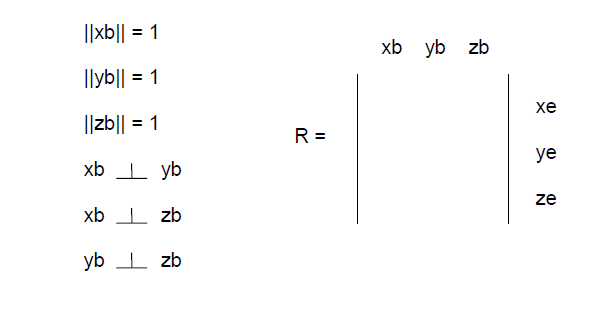 ||xb|| = 1
||yb|| = 1
||zb|| = 1
xb ⊥ yb
xb ⊥ zb
yb ⊥ zb
xb yb zb
R =
xe
ye
ze